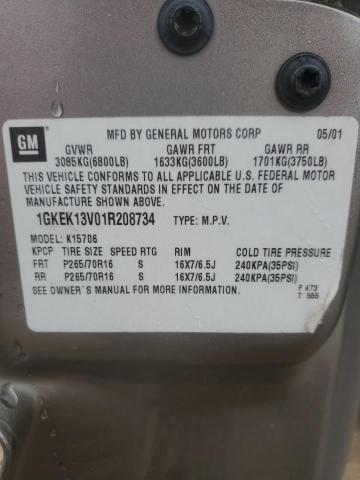 GM
MFD BY GENERAL MOTORS CORP 05/01
GVWR GAWR FRT GAWR RR
3085KG(6800LB) 1633KG(3600LB) 1701KG(3750LB)
THIS VEHICLE CONFORMS TO ALL APPLICABLE U.S. FEDERAL MOTOR
VEHICLE SAFETY STANDARDS IN EFFECT ON THE DATE OF
MANUFACTURE SHOWN ABOVE.
1GKEK13V01R208734 TYPE: M.P.V.
MODEL: K15706
KPCP TIRE SIZE SPEED RTG RIM COLD TIRE PRESSURE
FRT P265/70R16 S 16X7/6.5J 240KPA(35PSI)
RR P265/70R16 S 16X7/6.5J 240KPA(35PSI)
SEE OWNER'S MANUAL FOR MORE INFORMATION.
F 473
T 555